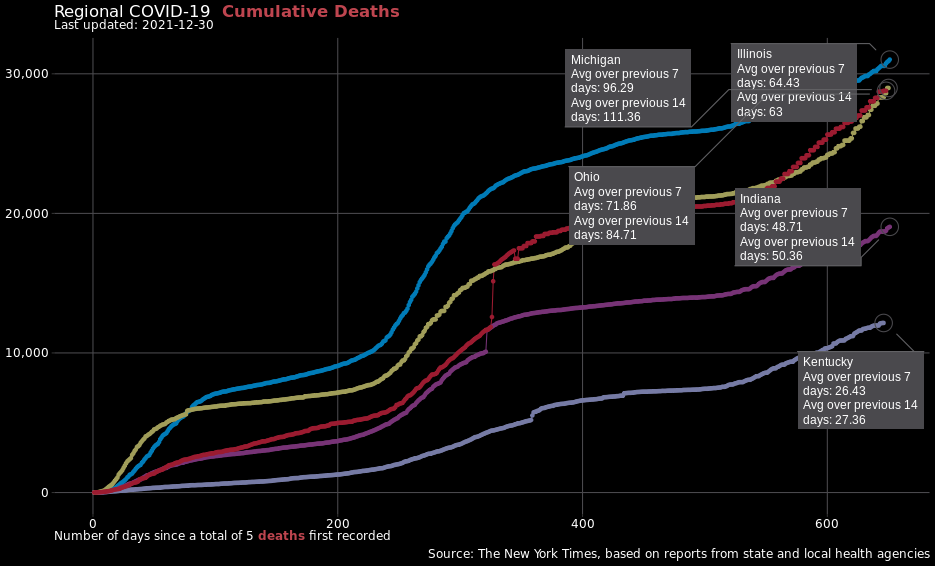 Regional COVID-19 Cumulative Deaths
Last updated: 2021-12-30
30,000
20,000
10,000
0
Michigan
Avg over previous 7
days: 96.29
Avg over previous 14
days: 111.36
Illinois
Avg over previous 7
days: 64.43
Avg over previous 14
days: 63
Ohio
Avg over previous 7
days: 71.86
Avg over previous 14
days: 84.71
Indiana
Avg over previous 7
days: 48.71
Avg over previous 14
days: 50.36
Kentucky
Avg over previous 7
days: 26.43
Avg over previous 14
days: 27.36
0 200 400 600
Number of days since a total of 5 deaths first recorded
Source: The New York Times, based on reports from state and local health agencies